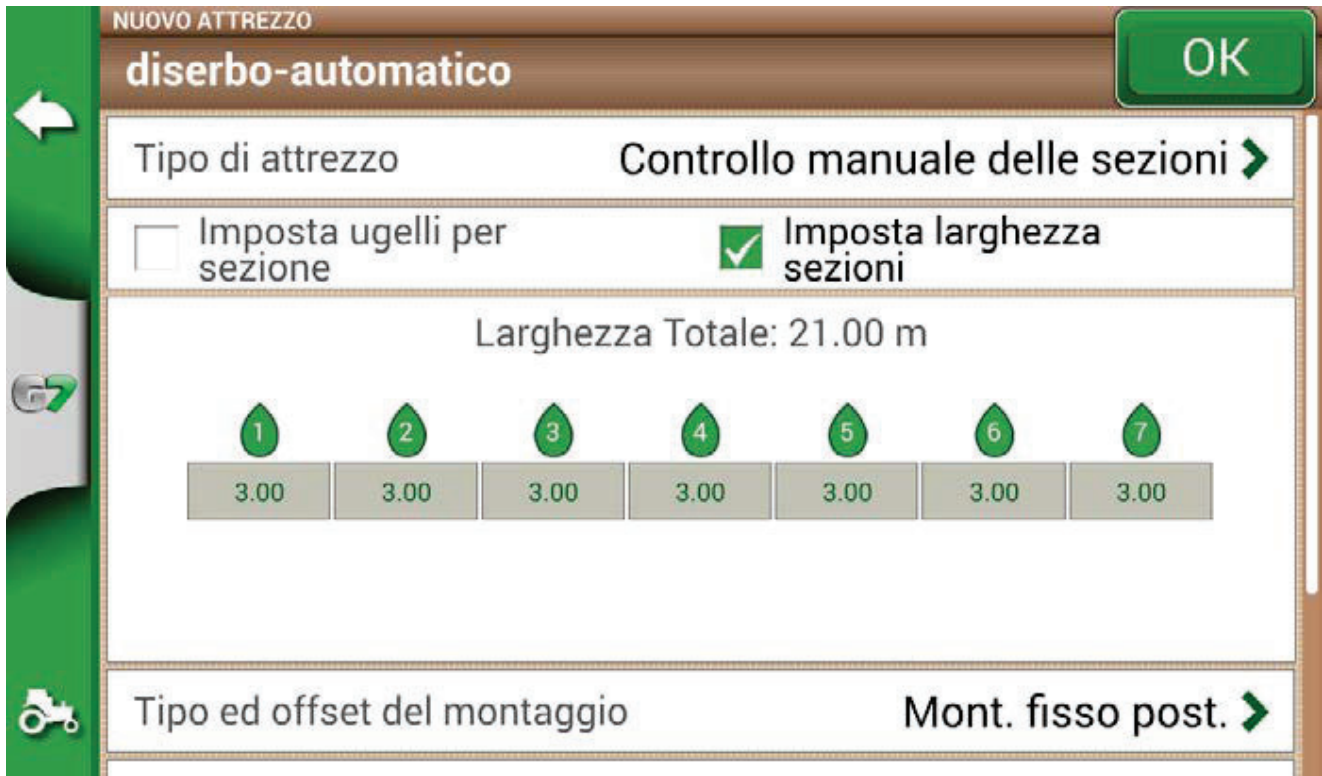 NUOVO ATTREZZO
diserbo-automatico
OK
Tipo di attrezzo Controllo manuale delle sezioni
Imposta ugelli per
sezione
Imposta larghezza
sezioni
Larghezza Totale: 21.00 m
G7
1 2 3 4 5 6 7
3.00 3.00 3.00 3.00 3.00 3.00 3.00
Tipo ed offset del montaggio Mont. fisso post.